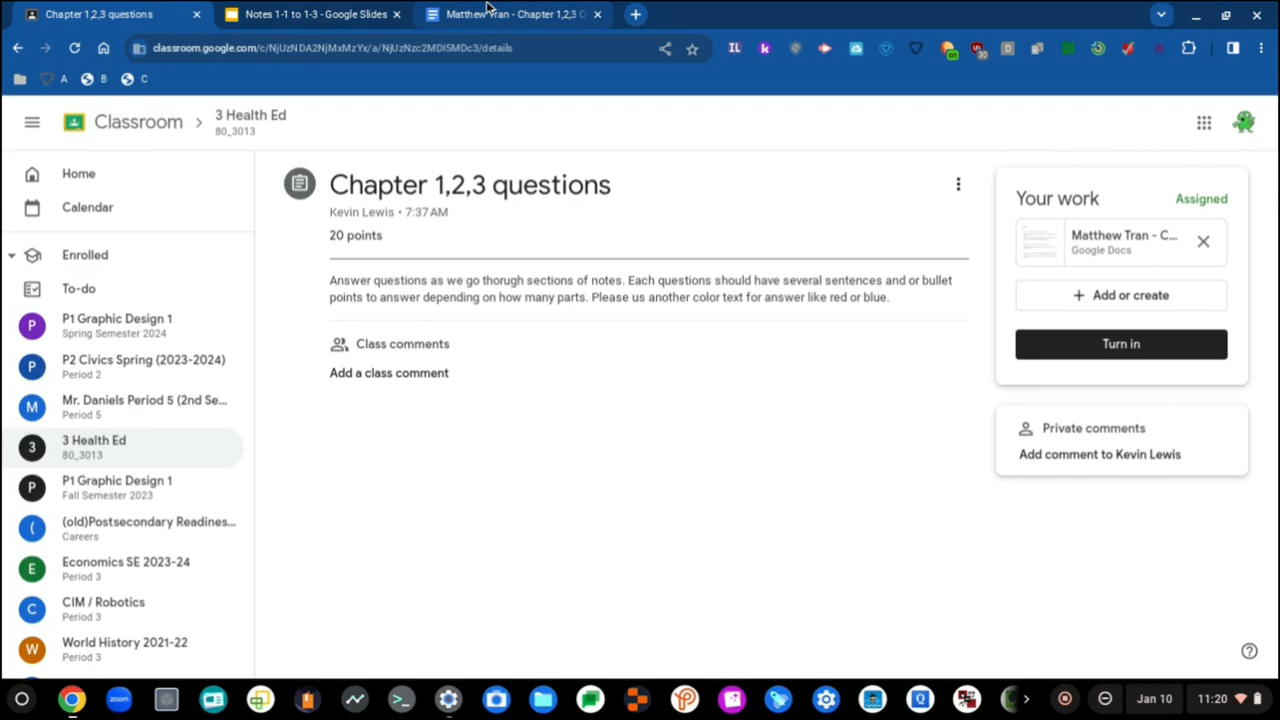 Chapter 1,2,3 questions
Notes 1-1 to 1-3 - Google Slides
Matthew Tran - Chapter 1,2,3 Q
classroom.google.com/c/NjUzNDA2NjMxMzYx/a/NjUzNzc2MDI5MDc3/details
A
B
C
Classroom
3 Health Ed
80_3013
Home
Calendar
Enrolled
To-do
P
P1 Graphic Design 1
Spring Semester 2024
P
P2 Civics Spring (2023-2024)
Period 2
M
Mr. Daniels Period 5 (2nd Se...
Period 5
3
3 Health Ed
80_3013
P
P1 Graphic Design 1
Fall Semester 2023
(
(old)Postsecondary Readines...
Careers
E
Economics SE 2023-24
Period 3
C
CIM / Robotics
Period 3
W
World History 2021-22
Period 3
Chapter 1,2,3 questions
Kevin Lewis • 7:37 AM
20 points
Answer questions as we go thorugh sections of notes. Each questions should have several sentences and or bullet
points to answer depending on how many parts. Please us another color text for answer like red or blue.
Class comments
Add a class comment
Your work
Assigned
Matthew Tran - C...
Google Docs
+ Add or create
Turn in
Private comments
Add comment to Kevin Lewis
zoom
Jan 10
11:20